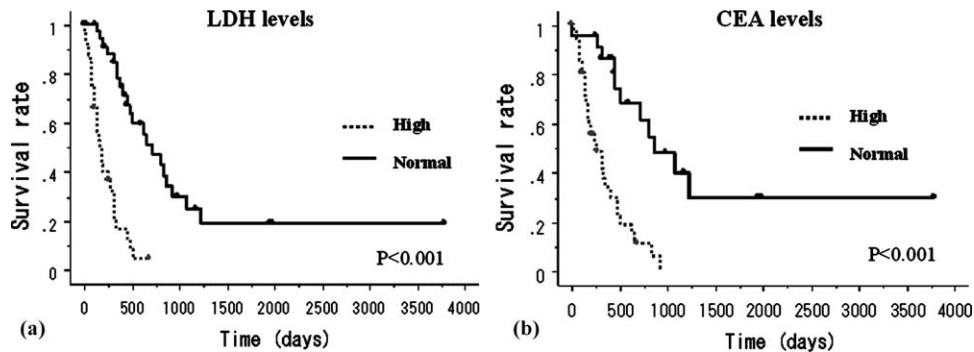 LDH levels
1
.8
.6
.4
.2
0
Survival rate
High
Normal
P<0.001
0 500 1000 1500 2000 2500 3000 3500 4000
Time (days)
(a)
CEA levels
1
.8
.6
.4
.2
0
Survival rate
High
Normal
P<0.001
0 500 1000 1500 2000 2500 3000 3500 4000
Time (days)
(b)